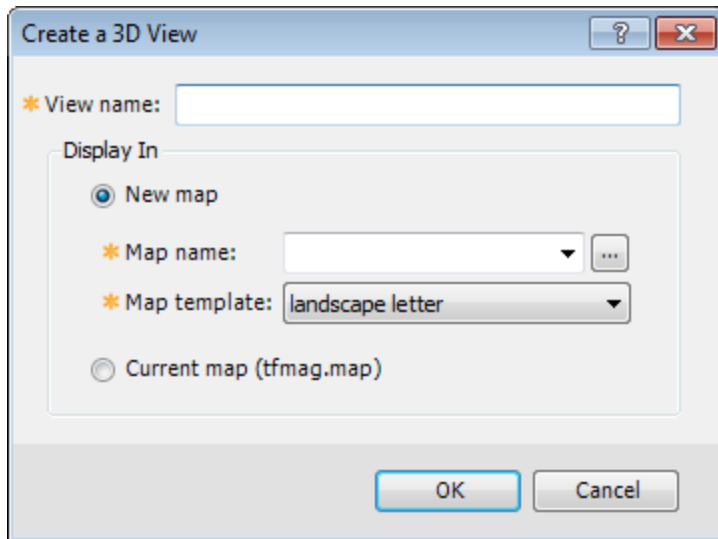 Create a 3D View
✱ View name:
Display In
New map
✱ Map name:
...
✱ Map template: landscape letter
Current map (tfmag.map)
OK Cancel